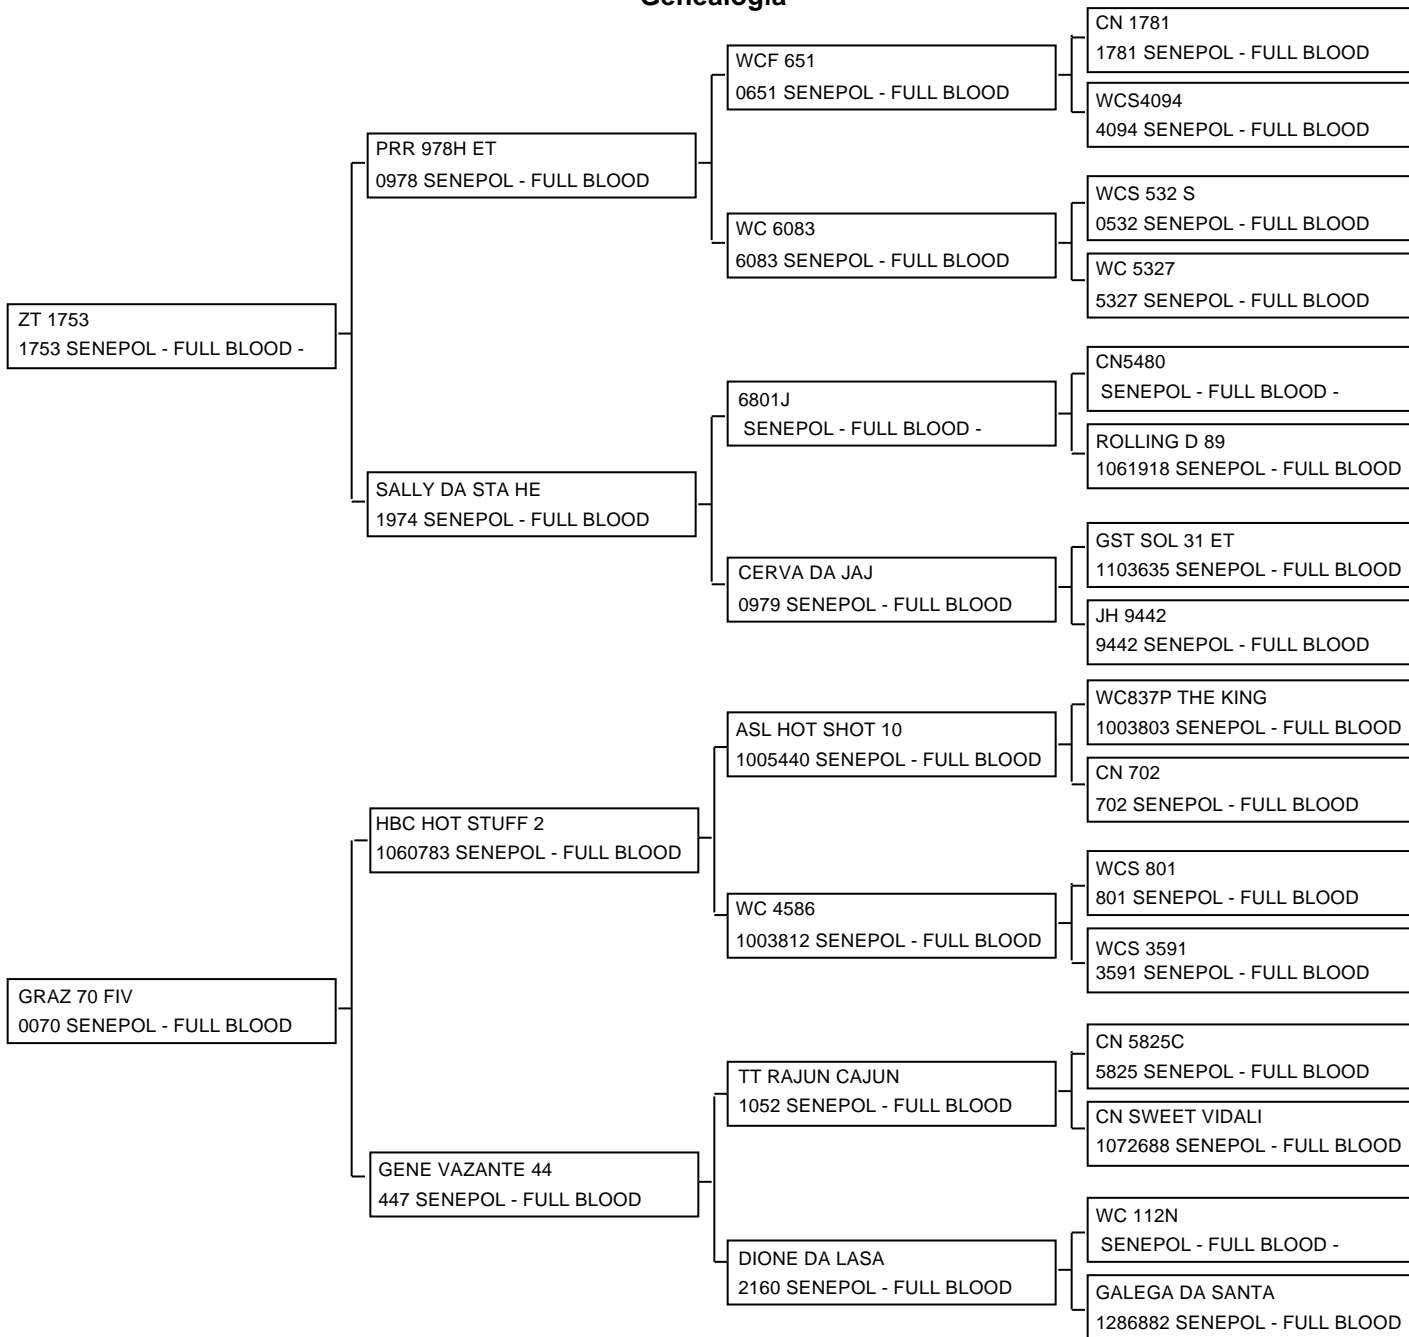 Genealogia
CN 1781
1781 SENEPOL - FULL BLOOD
WCF 651
0651 SENEPOL - FULL BLOOD
WCS4094
4094 SENEPOL - FULL BLOOD
PRR 978H ET
0978 SENEPOL - FULL BLOOD
WCS 532 S
0532 SENEPOL - FULL BLOOD
WC 6083
6083 SENEPOL - FULL BLOOD
WC 5327
5327 SENEPOL - FULL BLOOD
ZT 1753
1753 SENEPOL - FULL BLOOD -
CN5480
SENEPOL - FULL BLOOD -
6801J
SENEPOL - FULL BLOOD -
ROLLING D 89
1061918 SENEPOL - FULL BLOOD
SALLY DA STA HE
1974 SENEPOL - FULL BLOOD
GST SOL 31 ET
1103635 SENEPOL - FULL BLOOD
CERVA DA JAJ
0979 SENEPOL - FULL BLOOD
JH 9442
9442 SENEPOL - FULL BLOOD
WC837P THE KING
1003803 SENEPOL - FULL BLOOD
ASL HOT SHOT 10
1005440 SENEPOL - FULL BLOOD
CN 702
702 SENEPOL - FULL BLOOD
HBC HOT STUFF 2
1060783 SENEPOL - FULL BLOOD
WCS 801
801 SENEPOL - FULL BLOOD
WC 4586
1003812 SENEPOL - FULL BLOOD
WCS 3591
3591 SENEPOL - FULL BLOOD
GRAZ 70 FIV
0070 SENEPOL - FULL BLOOD
CN 5825C
5825 SENEPOL - FULL BLOOD
TT RAJUN CAJUN
1052 SENEPOL - FULL BLOOD
CN SWEET VIDALI
1072688 SENEPOL - FULL BLOOD
GENE VAZANTE 44
447 SENEPOL - FULL BLOOD
WC 112N
SENEPOL - FULL BLOOD -
DIONE DA LASA
2160 SENEPOL - FULL BLOOD
GALEGA DA SANTA
1286882 SENEPOL - FULL BLOOD